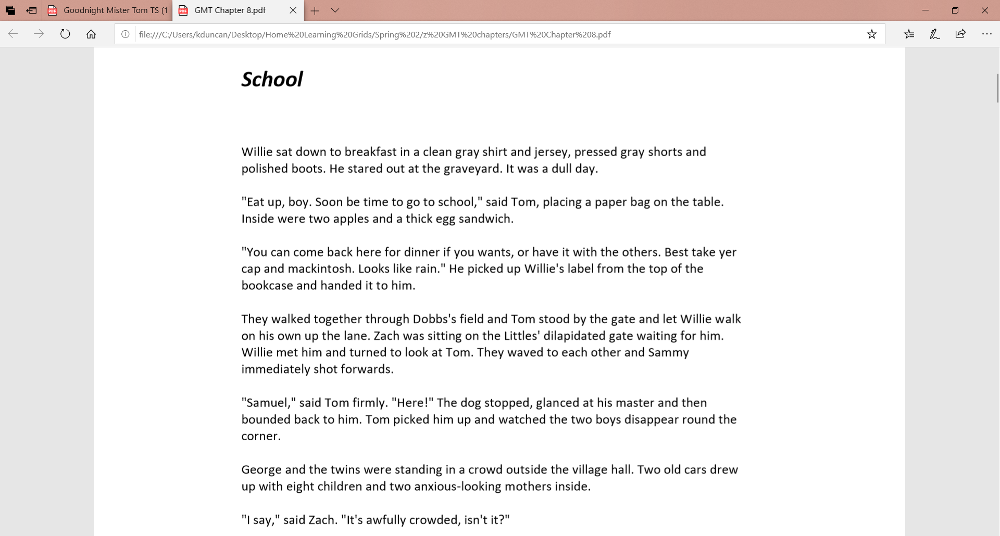 Goodnight Mister Tom TS (1
GMT Chapter 8.pdf
file:///C:/Users/kduncan/Desktop/Home%20Learning%20Grids/Spring%202/z%20GMT%20chapters/GMT%20Chapter%208.pdf
School
Willie sat down to breakfast in a clean gray shirt and jersey, pressed gray shorts and
polished boots. He stared out at the graveyard. It was a dull day.
"Eat up, boy. Soon be time to go to school," said Tom, placing a paper bag on the table.
Inside were two apples and a thick egg sandwich.
"You can come back here for dinner if you wants, or have it with the others. Best take yer
cap and mackintosh. Looks like rain." He picked up Willie's label from the top of the
bookcase and handed it to him.
They walked together through Dobbs's field and Tom stood by the gate and let Willie walk
on his own up the lane. Zach was sitting on the Littles' dilapidated gate waiting for him.
Willie met him and turned to look at Tom. They waved to each other and Sammy
immediately shot forwards.
"Samuel," said Tom firmly. "Here!" The dog stopped, glanced at his master and then
bounded back to him. Tom picked him up and watched the two boys disappear round the
corner.
George and the twins were standing in a crowd outside the village hall. Two old cars drew
up with eight children and two anxious-looking mothers inside.
"I say," said Zach. "It's awfully crowded, isn't it?"